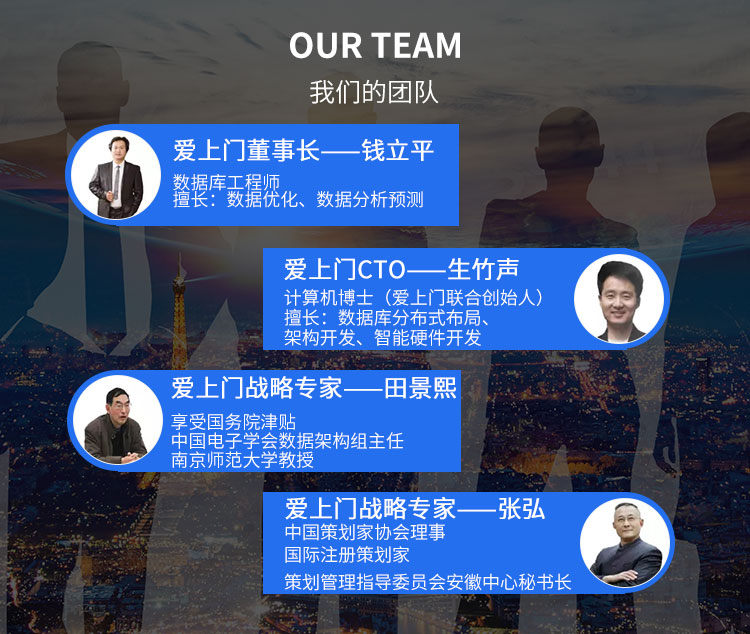 OUR TEAM
我们的团队
爱上门董事长——钱立平
数据库工程师
擅长：数据优化、数据分析预测
爱上门CTO——生竹声
计算机博士（爱上门联合创始人）
擅长：数据库分布式布局、
架构开发、智能硬件开发
爱上门战略专家——田景熙
享受国务院津贴
中国电子学会数据架构组主任
南京师范大学教授
爱上门战略专家——张弘
中国策划家协会理事
国际注册策划家
策划管理指导委员会安徽中心秘书长